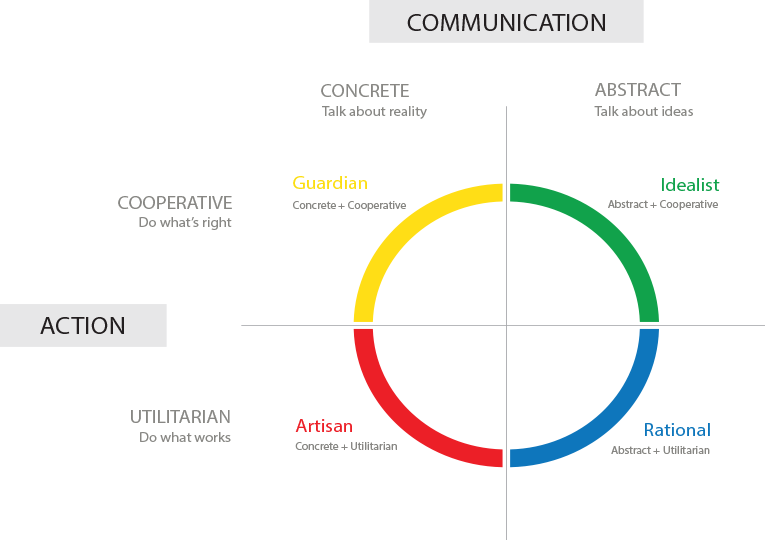 COMMUNICATION
CONCRETE
Talk about reality
ABSTRACT
Talk about ideas
COOPERATIVE
Do what’s right
Guardian
Concrete + Cooperative
Idealist
Abstract + Cooperative
ACTION
UTILITARIAN
Do what works
Artisan
Concrete + Utilitarian
Rational
Abstract + Utilitarian